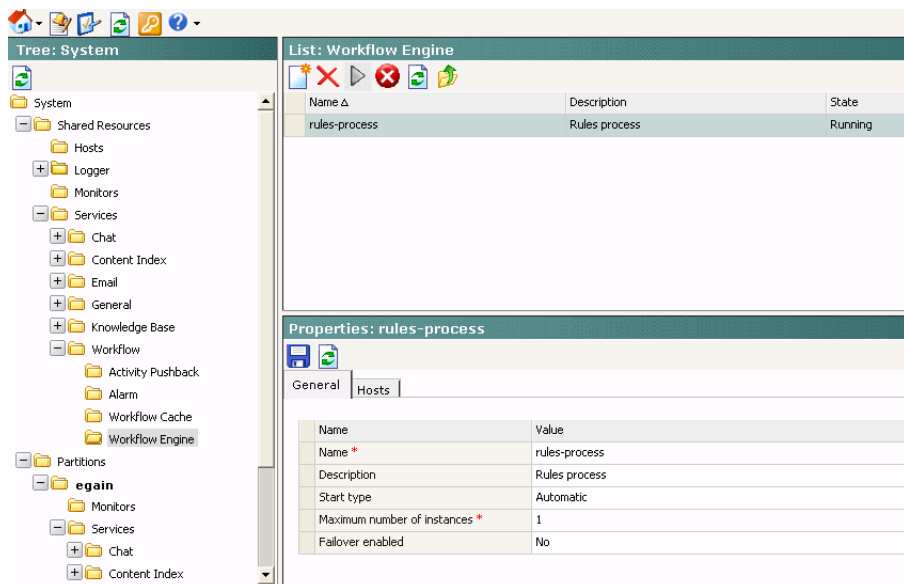 Tree: System
System
Shared Resources
Hosts
Logger
Monitors
Services
Chat
Content Index
Email
General
Knowledge Base
Workflow
Activity Pushback
Alarm
Workflow Cache
Workflow Engine
Partitions
egain
Monitors
Services
Chat
Content Index
List: Workflow Engine
Name Description State
rules-process Rules process Running
Properties: rules-process
General Hosts
Name Value
Name * rules-process
Description Rules process
Start type Automatic
Maximum number of instances * 1
Failover enabled No